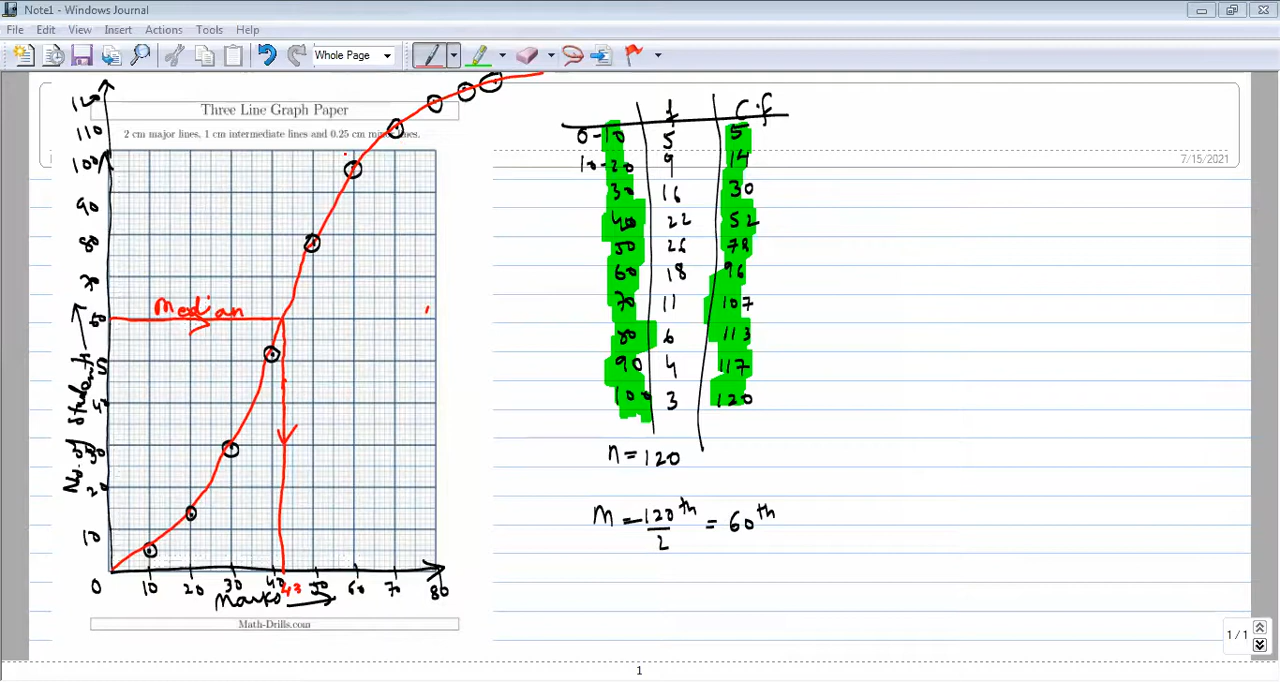 Note1 - Windows Journal
File Edit View Insert Actions Tools Help
Whole Page
Three Line Graph Paper
2 cm major lines, 1 cm intermediate lines and 0.25 cm minor lines.
7/15/2021
120
110
100
90
80
70
60
50
30
20
10
0
No. of Students
Median
10 20 30 40 43 50 60 70 80
Marks
Math-Drills.com
f C.f
0-10 5 5
10-20 9 14
30 16 30
40 22 52
50 26 78
60 18 96
70 11 107
80 6 113
90 4 117
100 3 120
n = 120
M = 120th = 60th
2
1 / 1
1